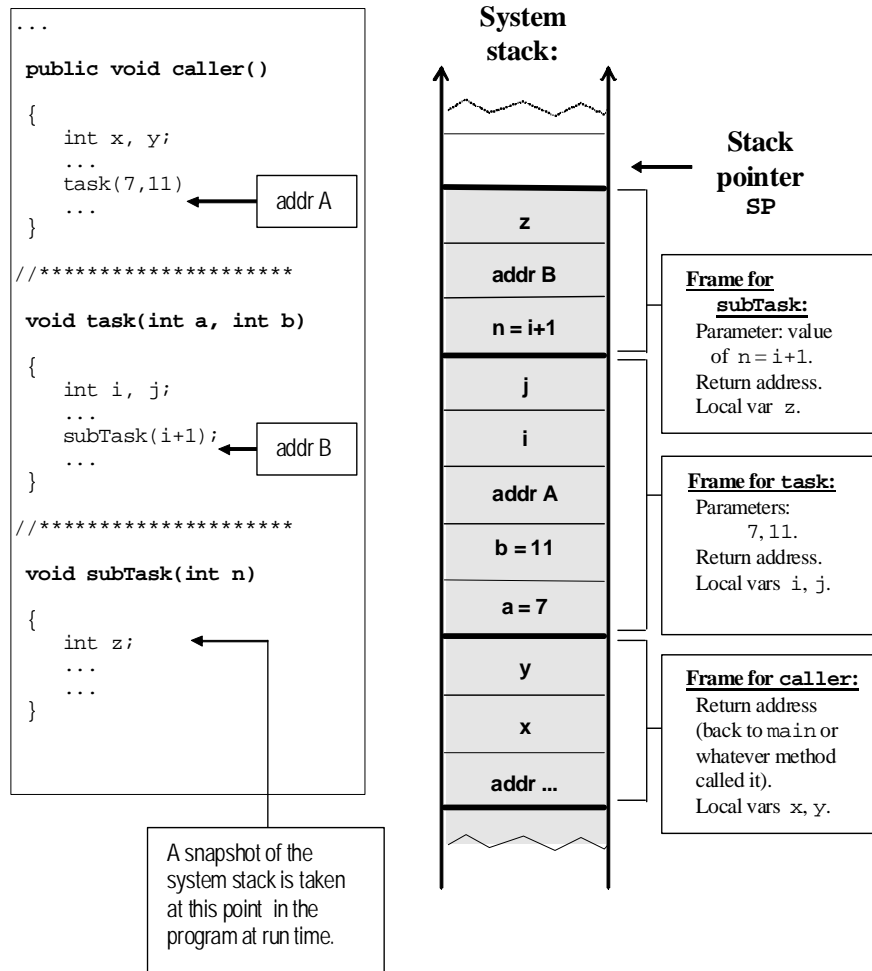 ...
public void caller()
{
int x, y;
...
task(7,11)
...
}
//**********************
void task(int a, int b)
{
int i, j;
...
subTask(i+1);
...
}
//**********************
void subTask(int n)
{
int z;
...
...
}
addr A
addr B
A snapshot of the
system stack is taken
at this point in the
program at run time.
System
stack:
z
addr B
n = i+1
j
i
addr A
b = 11
a = 7
y
x
addr ...
Stack
pointer
SP
Frame for
subTask:
Parameter: value
of n = i+1.
Return address.
Local var z.
Frame for task:
Parameters:
7, 11.
Return address.
Local vars i, j.
Frame for caller:
Return address
(back to main or
whatever method
called it).
Local vars x, y.